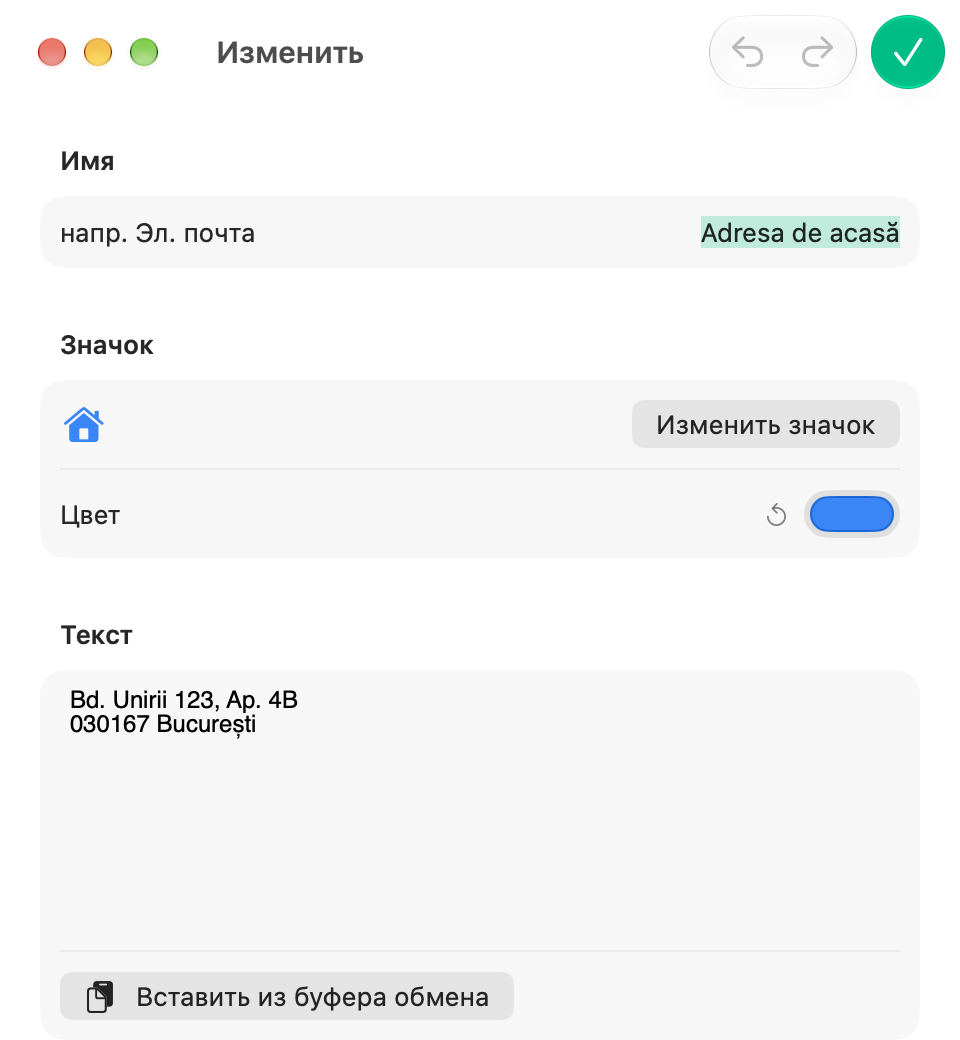 Изменить
Имя
напр. Эл. почта Adresa de acasă
Значок
Изменить значок
Цвет
Текст
Bd. Unirii 123, Ap. 4B
030167 București
Вставить из буфера обмена